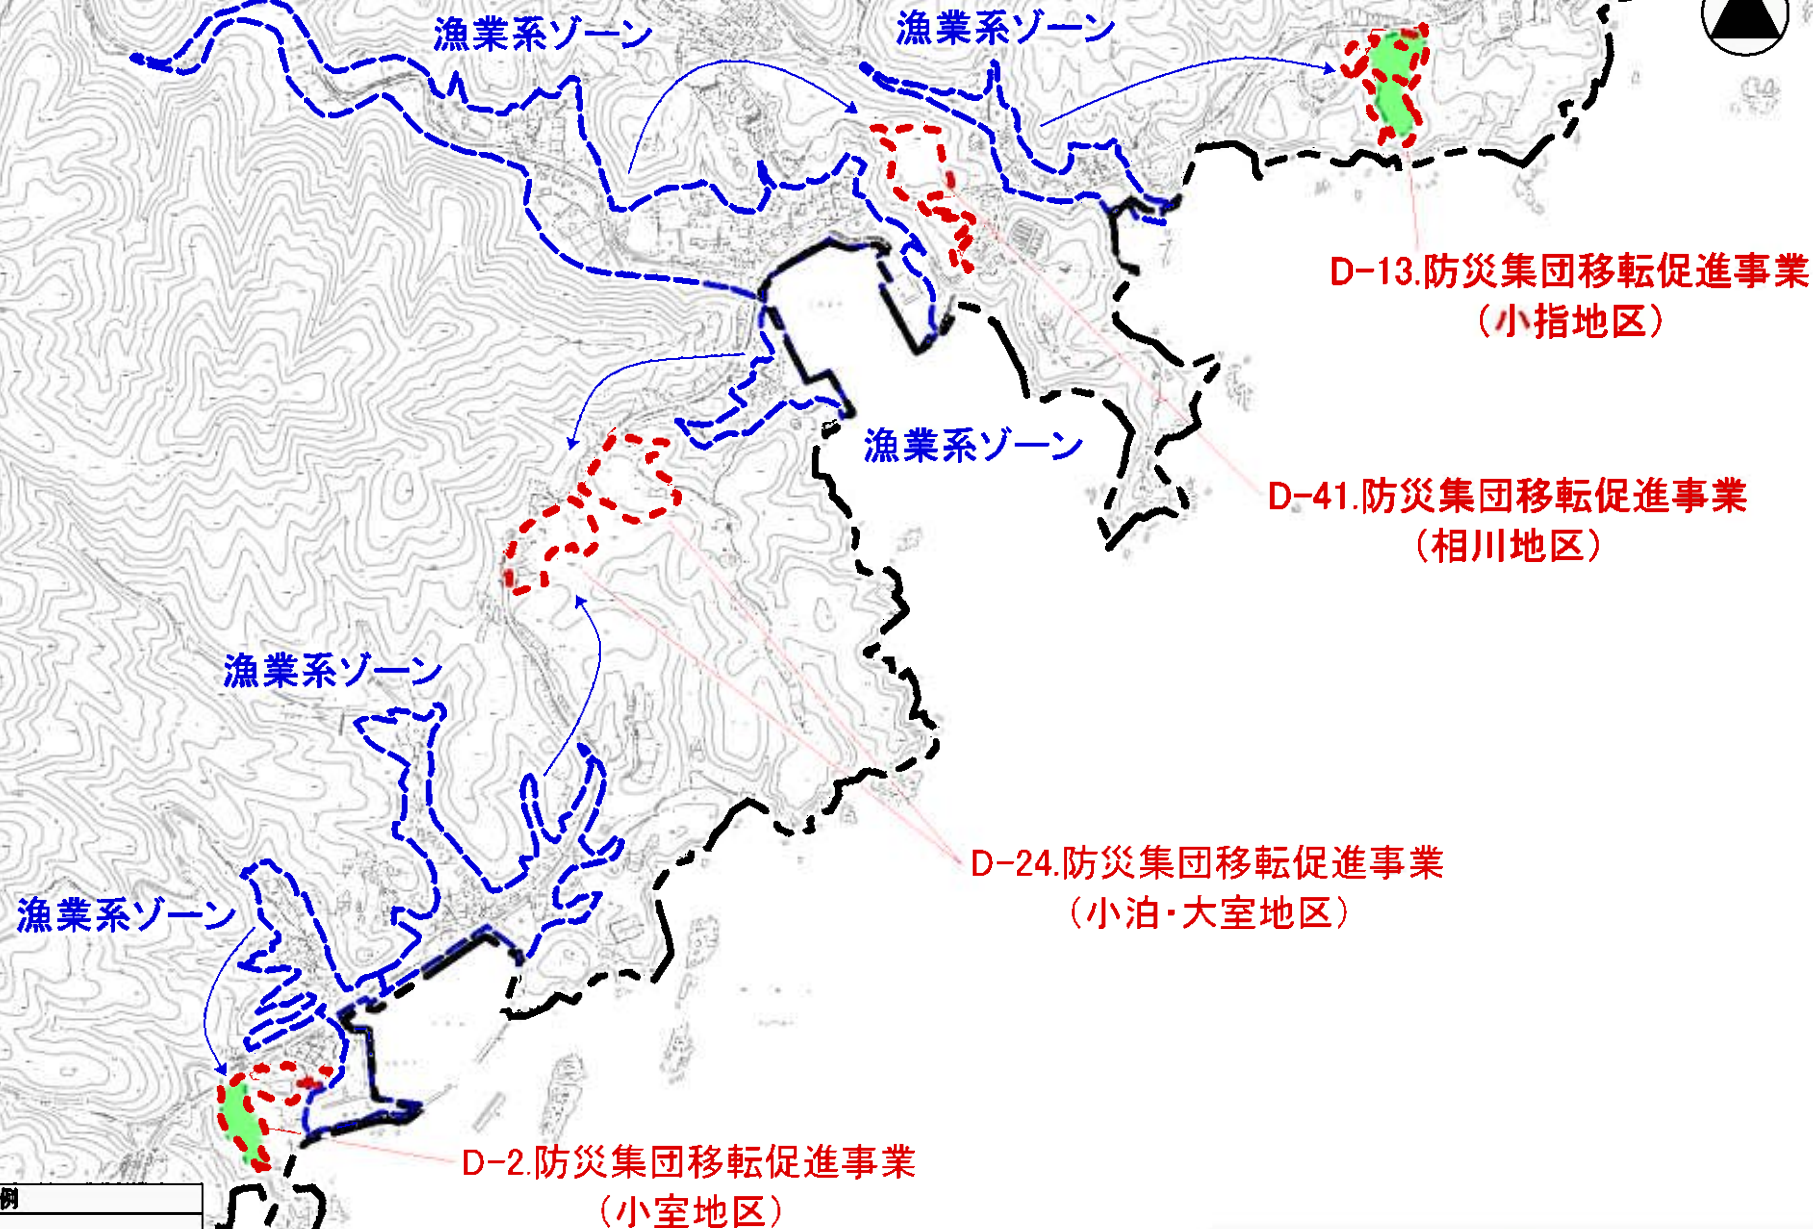 漁業系ゾーン
漁業系ゾーン
D-13.防災集団移転促進事業
（小指地区）
漁業系ゾーン
D-41.防災集団移転促進事業
（相川地区）
漁業系ゾーン
D-24.防災集団移転促進事業
（小泊・大室地区）
漁業系ゾーン
D-2.防災集団移転促進事業
（小室地区）
例